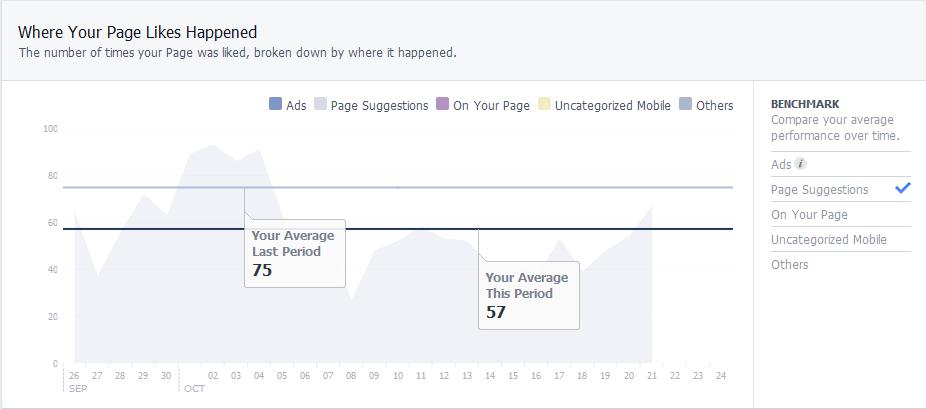 Where Your Page Likes Happened
The number of times your Page was liked, broken down by where it happened.
Ads Page Suggestions On Your Page Uncategorized Mobile Others
100
80
60
40
20
0
Your Average
Last Period
75
Your Average
This Period
57
26 27 28 29 30 02 03 04 05 06 07 08 09 10 11 12 13 14 15 16 17 18 19 20 21 22 23 24
SEP OCT
BENCHMARK
Compare your average
performance over time.
Ads i
Page Suggestions
On Your Page
Uncategorized Mobile
Others